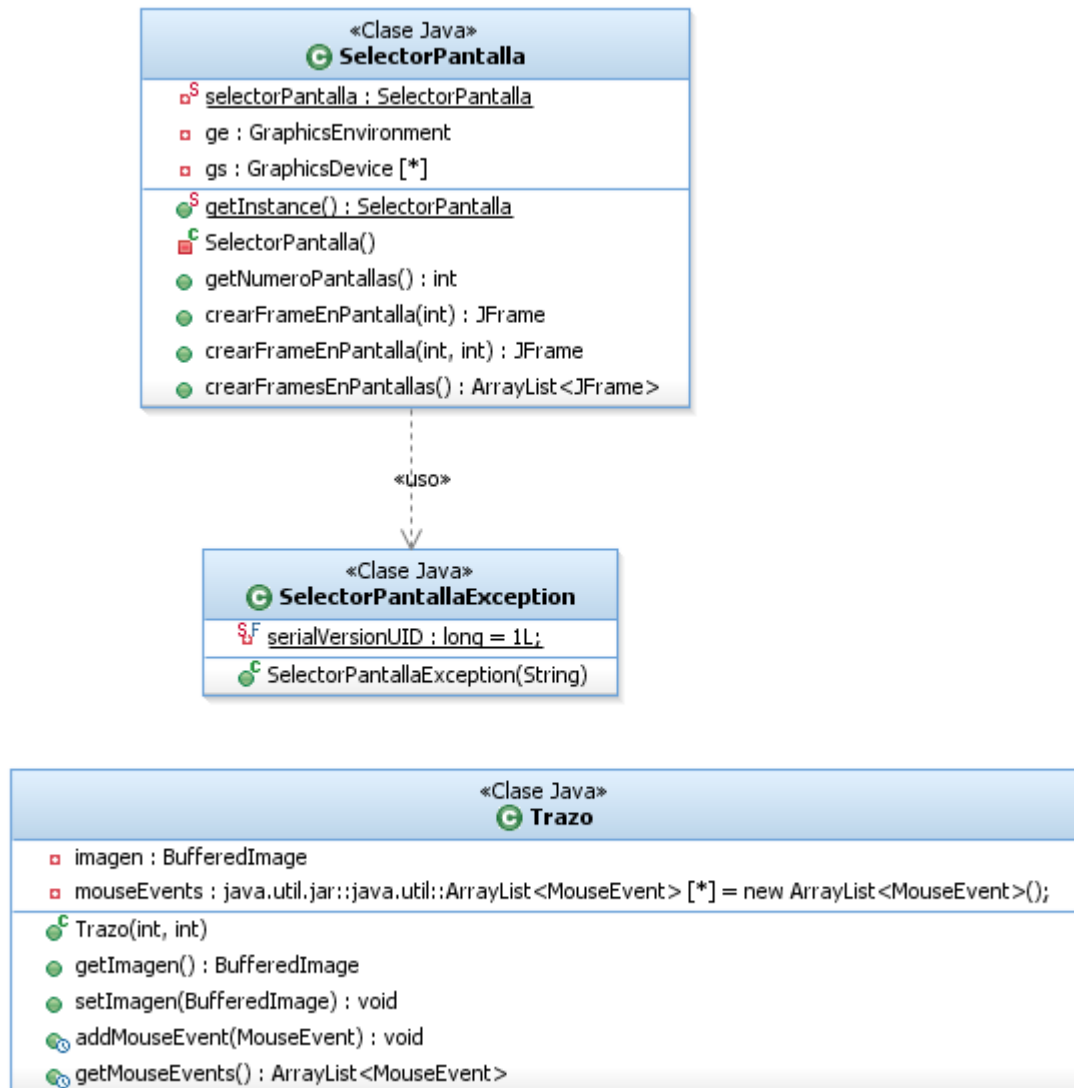 «Clase Java»
SelectorPantalla
selectorPantalla : SelectorPantalla
ge : GraphicsEnvironment
gs : GraphicsDevice [*]
getInstance() : SelectorPantalla
SelectorPantalla()
getNumeroPantallas() : int
crearFrameEnPantalla(int) : JFrame
crearFrameEnPantalla(int, int) : JFrame
crearFramesEnPantallas() : ArrayList<JFrame>
«uso»
«Clase Java»
SelectorPantallaException
serialVersionUID : long = 1L;
SelectorPantallaException(String)
«Clase Java»
Trazo
imagen : BufferedImage
mouseEvents : java.util.jar::java.util::ArrayList<MouseEvent> [*] = new ArrayList<MouseEvent>();
Trazo(int, int)
getImagen() : BufferedImage
setImagen(BufferedImage) : void
addMouseEvent(MouseEvent) : void
getMouseEvents() : ArrayList<MouseEvent>